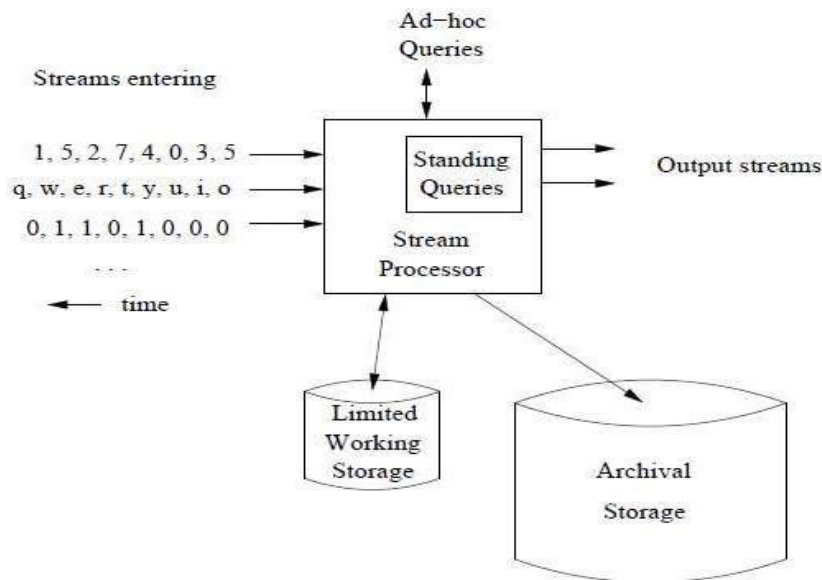 Ad−hoc
Queries
Streams entering
1, 5, 2, 7, 4, 0, 3, 5
q, w, e, r, t, y, u, i, o
0, 1, 1, 0, 1, 0, 0, 0
. . .
time
Standing
Queries
Stream
Processor
Output streams
Limited
Working
Storage
Archival
Storage